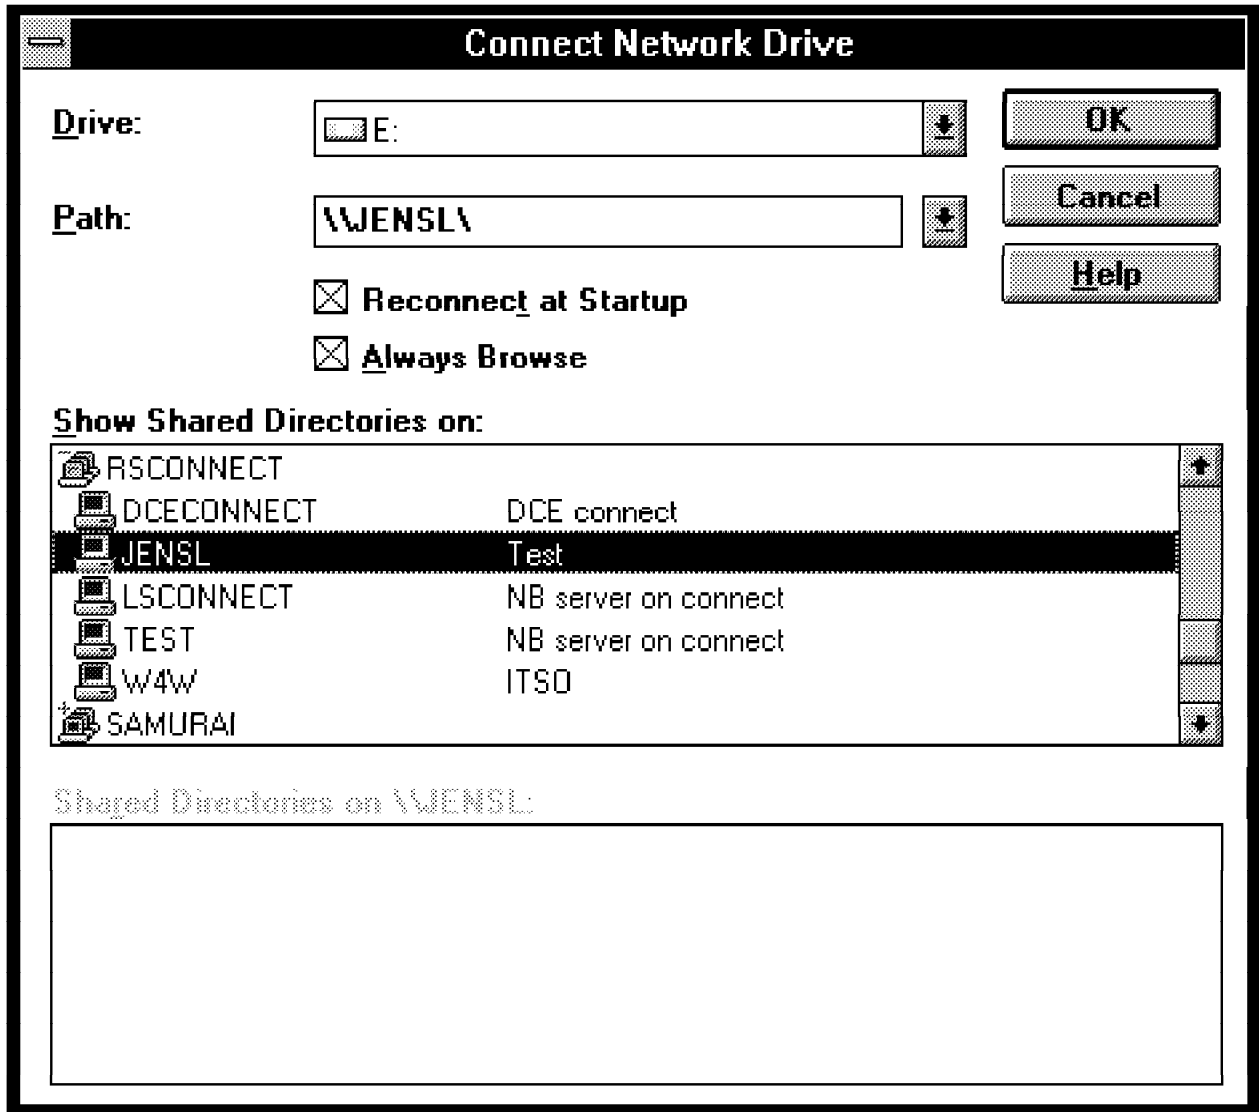 Connect Network Drive
Drive: E: OK
Cancel
Path: \\JENSL\
Help
Reconnect at Startup
Always Browse
Show Shared Directories on:
RSCONNECT
DCECONNECT DCE connect
JENSL Test
LSCONNECT NB server on connect
TEST NB server on connect
W4W ITSO
SAMURAI
Shared Directories on \\JENSL: